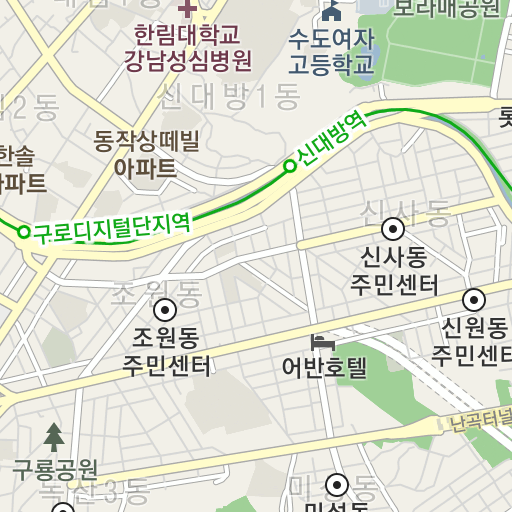 보라매공원
한림대학교
강남성심병원
수도여자
고등학교
신대방1동
동작상떼빌
아파트
한솔
아파트
신대방역
구로디지털단지역
신사동
신사동
주민센터
조원동
조원동
주민센터
신원동
주민센터
어반호텔
난곡터널
구룡공원
독산3동